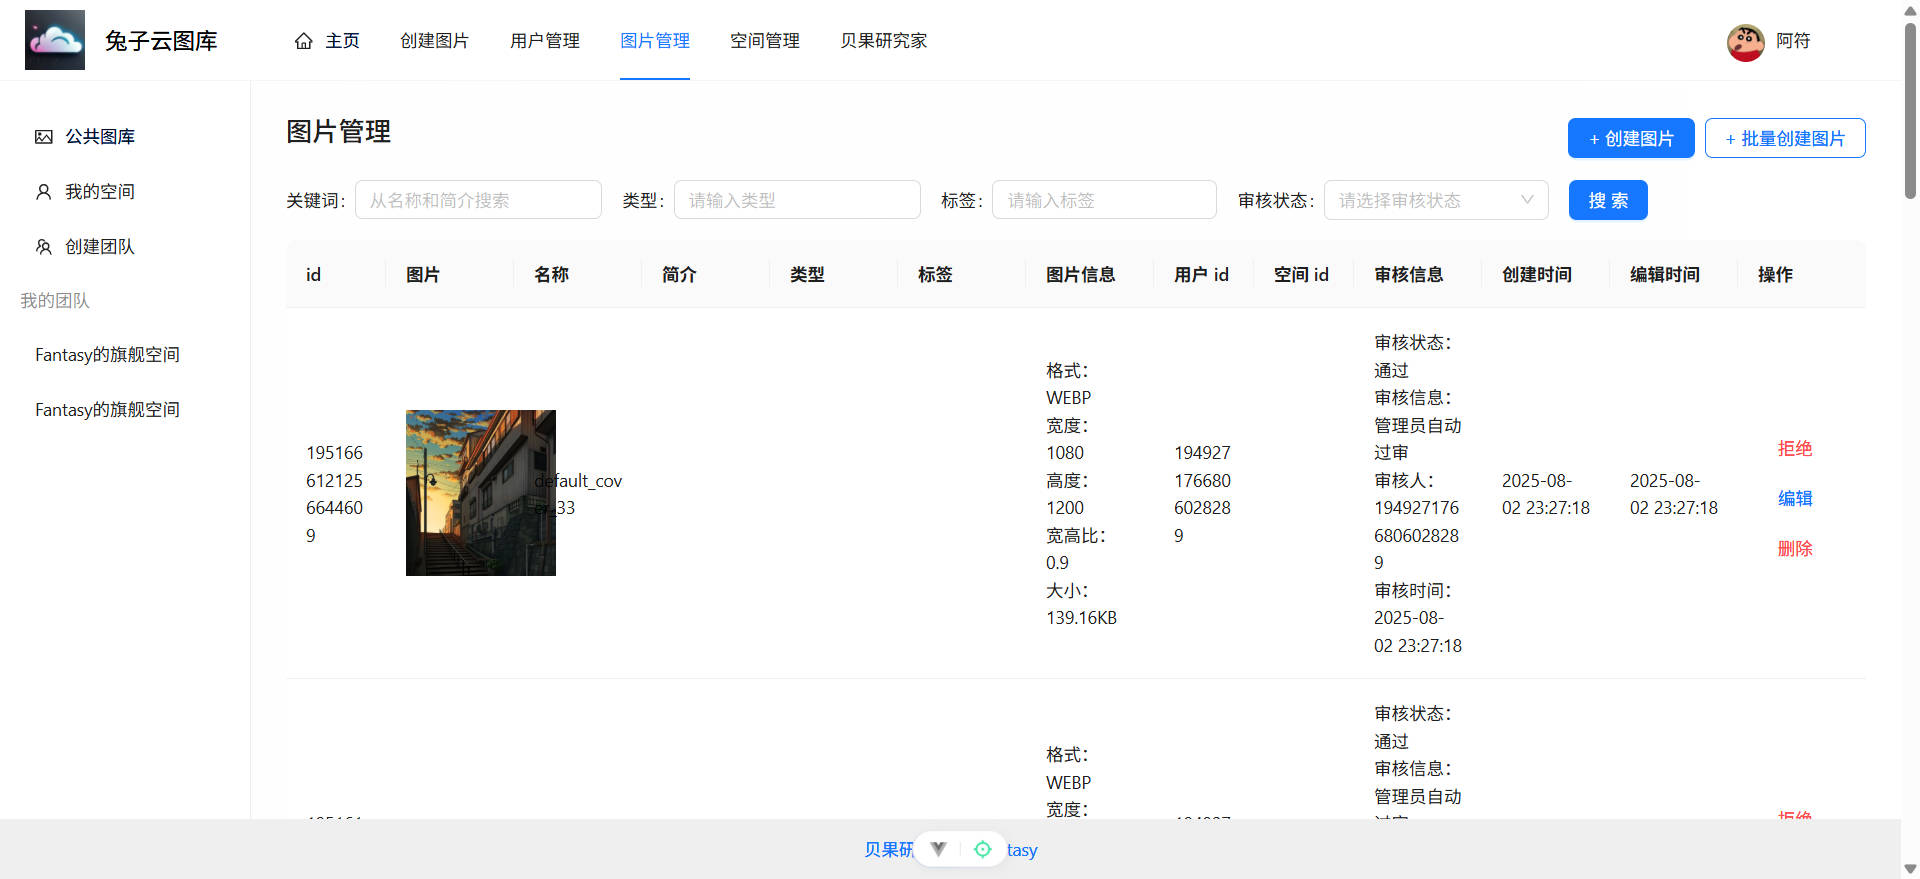 兔子云图库
主页
创建图片
用户管理
图片管理
空间管理
贝果研究家
阿符
公共图库
我的空间
创建团队
我的团队
Fantasy的旗舰空间
Fantasy的旗舰空间
图片管理
+ 创建图片
+ 批量创建图片
关键词: 从名称和简介搜索
类型: 请输入类型
标签: 请输入标签
审核状态: 请选择审核状态
搜 索
id
图片
名称
简介
类型
标签
图片信息
用户 id
空间 id
审核信息
创建时间
编辑时间
操作
195166
612125
664460
9
default_cov
er_33
格式:
WEBP
宽度:
1080
高度:
1200
宽高比:
0.9
大小:
139.16KB
194927
176680
602828
9
审核状态:
通过
审核信息:
管理员自动
过审
审核人:
194927176
680602828
9
审核时间:
2025-08-
02 23:27:18
2025-08-
02 23:27:18
2025-08-
02 23:27:18
拒绝
编辑
删除
格式:
WEBP
宽度:
审核状态:
通过
审核信息:
管理员自动
贝果研
tasy